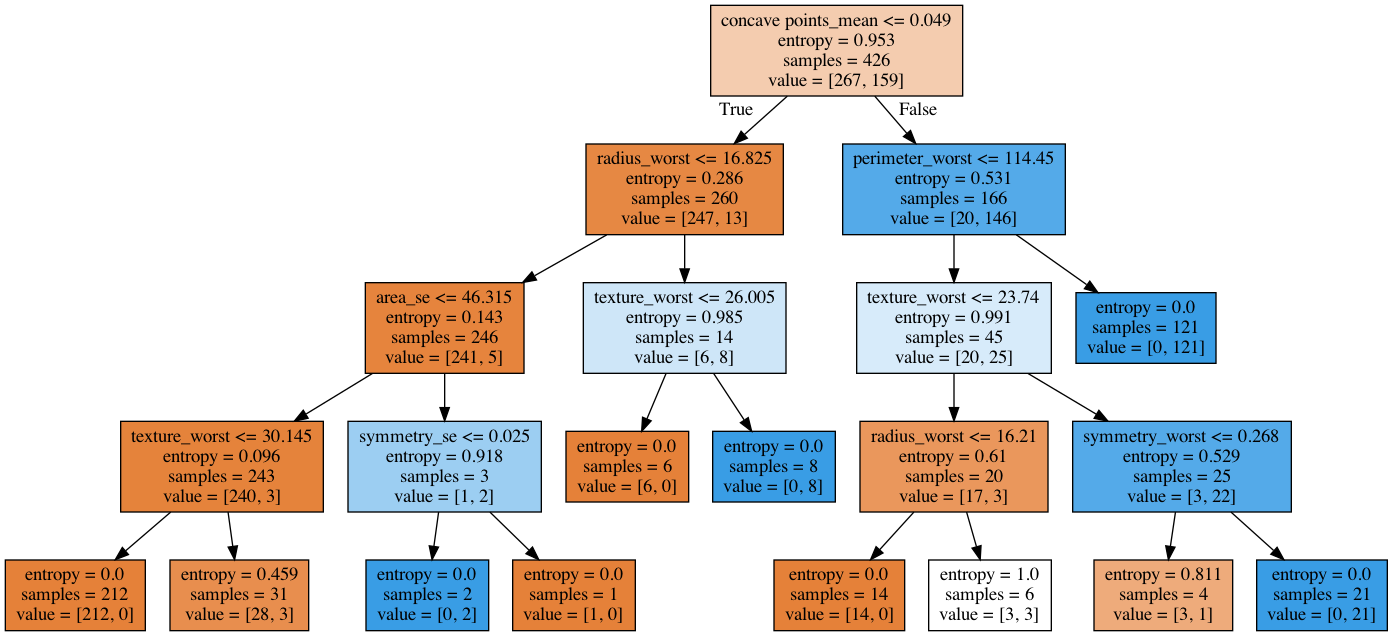 concave points_mean <= 0.049
entropy = 0.953
samples = 426
value = [267, 159]
True
False
radius_worst <= 16.825
entropy = 0.286
samples = 260
value = [247, 13]
perimeter_worst <= 114.45
entropy = 0.531
samples = 166
value = [20, 146]
area_se <= 46.315
entropy = 0.143
samples = 246
value = [241, 5]
texture_worst <= 26.005
entropy = 0.985
samples = 14
value = [6, 8]
texture_worst <= 23.74
entropy = 0.991
samples = 45
value = [20, 25]
entropy = 0.0
samples = 121
value = [0, 121]
texture_worst <= 30.145
entropy = 0.096
samples = 243
value = [240, 3]
symmetry_se <= 0.025
entropy = 0.918
samples = 3
value = [1, 2]
entropy = 0.0
samples = 6
value = [6, 0]
entropy = 0.0
samples = 8
value = [0, 8]
radius_worst <= 16.21
entropy = 0.61
samples = 20
value = [17, 3]
symmetry_worst <= 0.268
entropy = 0.529
samples = 25
value = [3, 22]
entropy = 0.0
samples = 212
value = [212, 0]
entropy = 0.459
samples = 31
value = [28, 3]
entropy = 0.0
samples = 2
value = [0, 2]
entropy = 0.0
samples = 1
value = [1, 0]
entropy = 0.0
samples = 14
value = [14, 0]
entropy = 1.0
samples = 6
value = [3, 3]
entropy = 0.811
samples = 4
value = [3, 1]
entropy = 0.0
samples = 21
value = [0, 21]